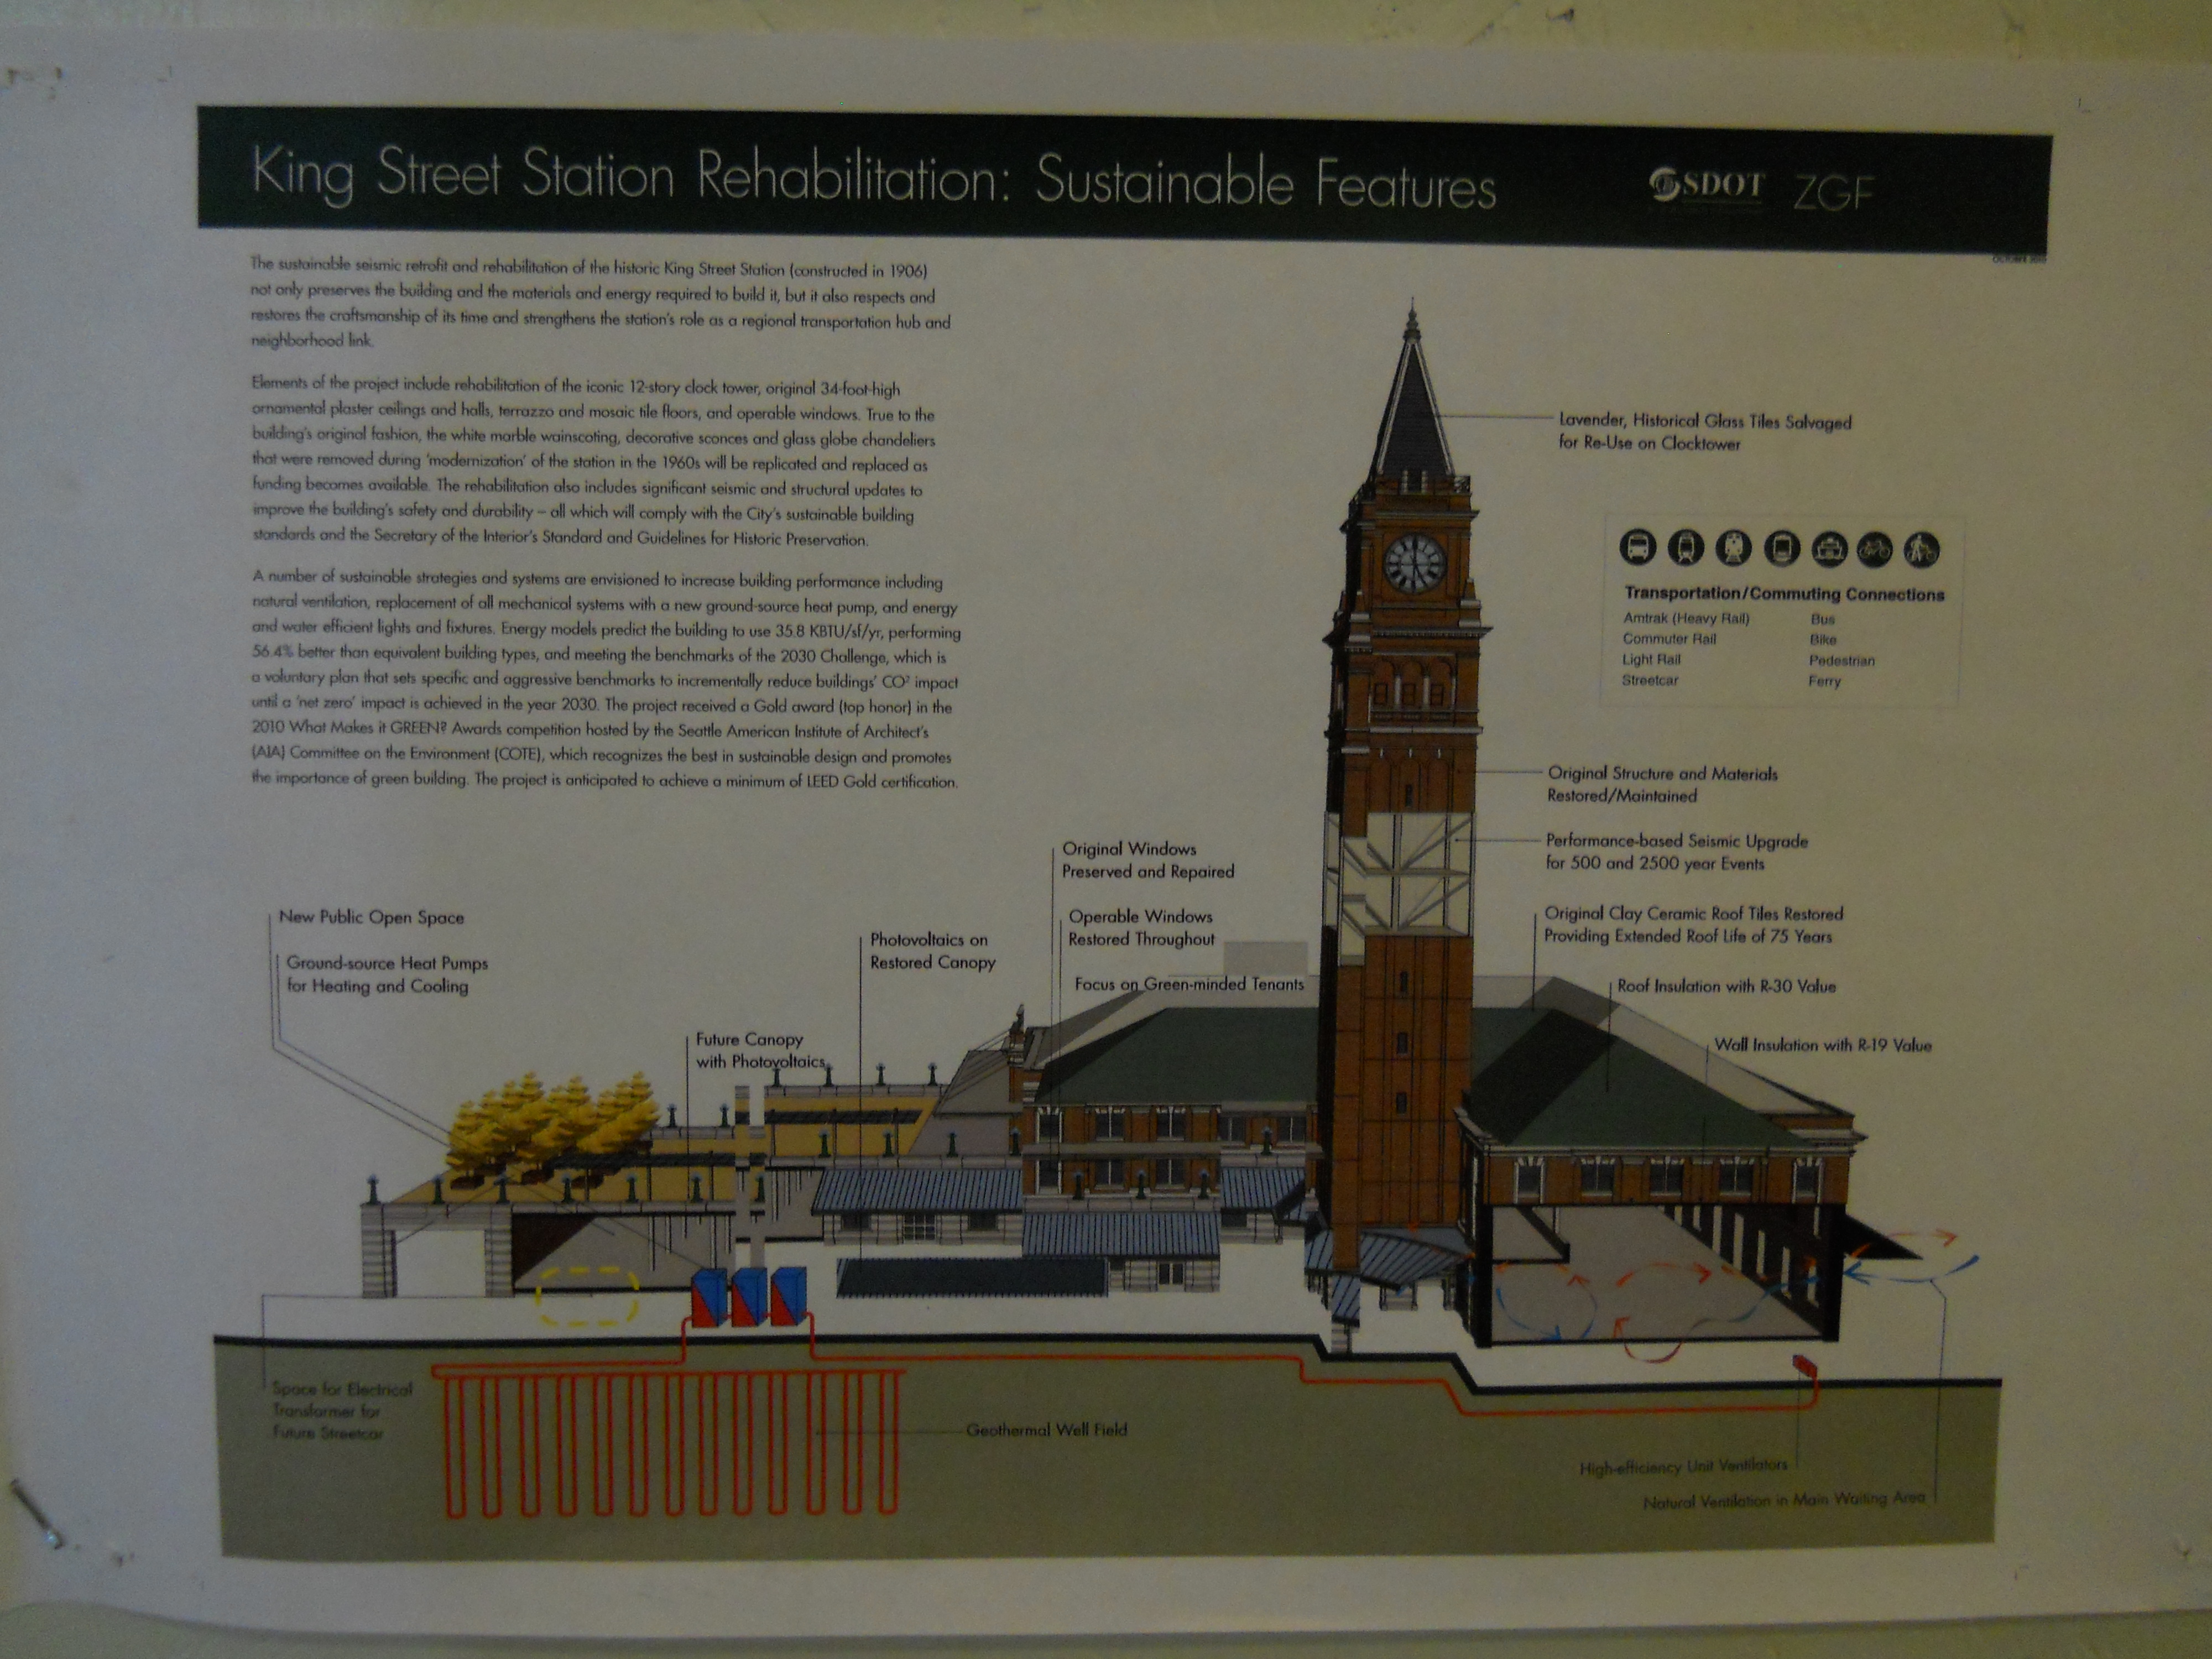 King Street Station Rehabilitation: Sustainable Features
SDOT
ZGF
OCTOBER 2010
The sustainable seismic retrofit and rehabilitation of the historic King Street Station (constructed in 1906)
not only preserves the building and the materials and energy required to build it, but it also respects and
restores the craftsmanship of its time and strengthens the station's role as a regional transportation hub and
neighborhood link.
Elements of the project include rehabilitation of the iconic 12-story clock tower, original 34-foot-high
ornamental plaster ceilings and halls, terrazzo and mosaic tile floors, and operable windows. True to the
building's original fashion, the white marble wainscoting, decorative sconces and glass globe chandeliers
that were removed during 'modernization' of the station in the 1960s will be replicated and replaced as
funding becomes available. The rehabilitation also includes significant seismic and structural updates to
improve the building's safety and durability – all which will comply with the City's sustainable building
standards and the Secretary of the Interior's Standard and Guidelines for Historic Preservation.
A number of sustainable strategies and systems are envisioned to increase building performance including
natural ventilation, replacement of all mechanical systems with a new ground-source heat pump, and energy
and water efficient lights and fixtures. Energy models predict the building to use 35.8 KBTU/sf/yr, performing
56.4% better than equivalent building types, and meeting the benchmarks of the 2030 Challenge, which is
a voluntary plan that sets specific and aggressive benchmarks to incrementally reduce buildings' CO² impact
until a 'net zero' impact is achieved in the year 2030. The project received a Gold award (top honor) in the
2010 What Makes it GREEN? Awards competition hosted by the Seattle American Institute of Architect's
(AIA) Committee on the Environment (COTE), which recognizes the best in sustainable design and promotes
the importance of green building. The project is anticipated to achieve a minimum of LEED Gold certification.
Lavender, Historical Glass Tiles Salvaged
for Re-Use on Clocktower
Transportation/Commuting Connections
Amtrak (Heavy Rail)
Commuter Rail
Light Rail
Streetcar
Bus
Bike
Pedestrian
Ferry
Original Structure and Materials
Restored/Maintained
Performance-based Seismic Upgrade
for 500 and 2500 year Events
Original Clay Ceramic Roof Tiles Restored
Providing Extended Roof Life of 75 Years
Roof Insulation with R-30 Value
Wall Insulation with R-19 Value
Original Windows
Preserved and Repaired
Operable Windows
Restored Throughout
Focus on Green-minded Tenants
Photovoltaics on
Restored Canopy
Future Canopy
with Photovoltaics
New Public Open Space
Ground-source Heat Pumps
for Heating and Cooling
Space for Electrical
Transformer for
Future Streetcar
Geothermal Well Field
High-efficiency Unit Ventilators
Natural Ventilation in Main Waiting Area